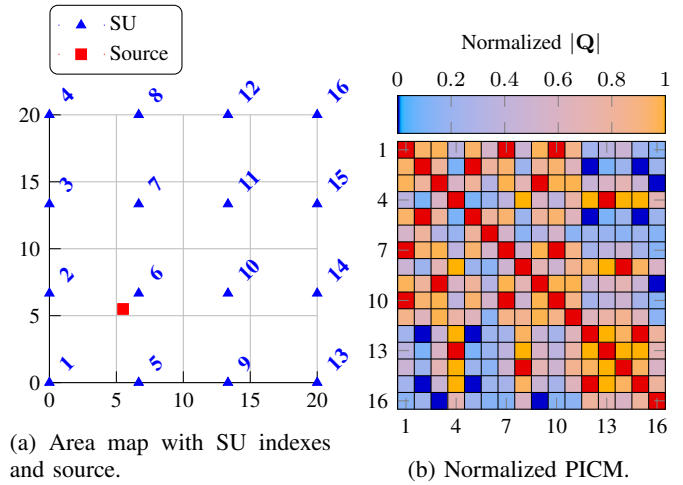 SU
Source
4 8 12 16
20
3 7 11 15
15
10
2 6 10 14
5
1 5 9 13
0
0 5 10 15 20
(a) Area map with SU indexes
and source.
Normalized |Q|
0 0.2 0.4 0.6 0.8 1
1
4
7
10
13
16
1 4 7 10 13 16
(b) Normalized PICM.